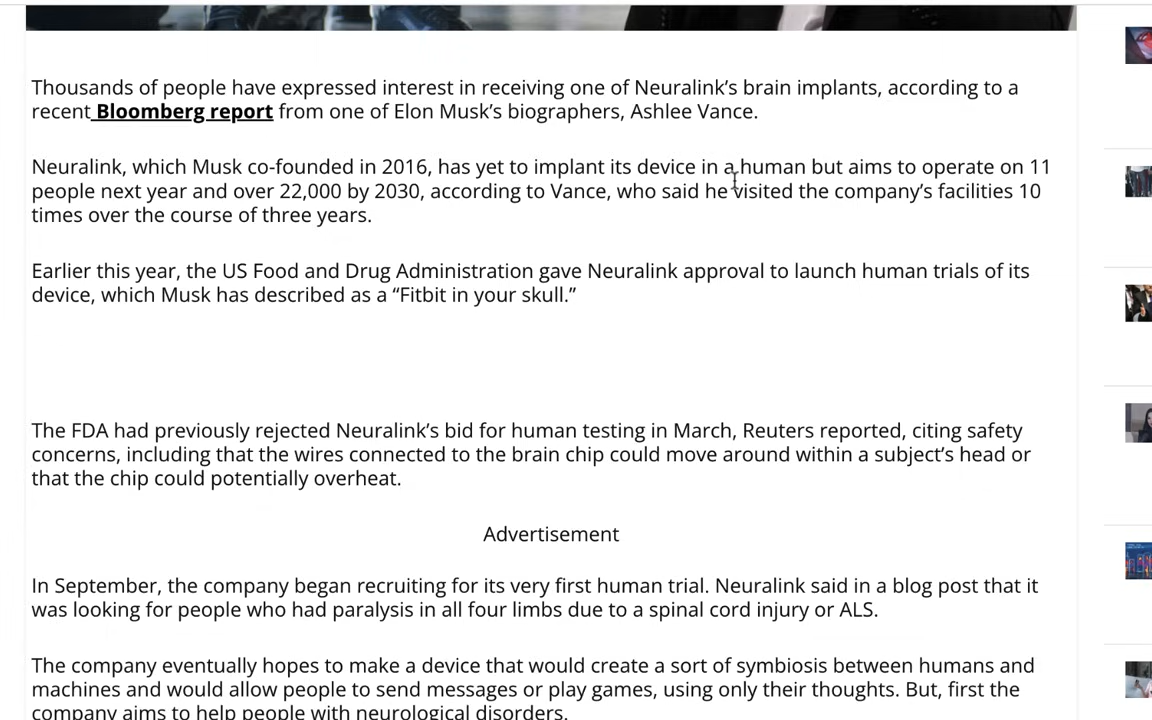 Thousands of people have expressed interest in receiving one of Neuralink’s brain implants, according to a
recent Bloomberg report from one of Elon Musk’s biographers, Ashlee Vance.
Neuralink, which Musk co-founded in 2016, has yet to implant its device in a human but aims to operate on 11
people next year and over 22,000 by 2030, according to Vance, who said he visited the company’s facilities 10
times over the course of three years.
Earlier this year, the US Food and Drug Administration gave Neuralink approval to launch human trials of its
device, which Musk has described as a “Fitbit in your skull.”
The FDA had previously rejected Neuralink’s bid for human testing in March, Reuters reported, citing safety
concerns, including that the wires connected to the brain chip could move around within a subject’s head or
that the chip could potentially overheat.
Advertisement
In September, the company began recruiting for its very first human trial. Neuralink said in a blog post that it
was looking for people who had paralysis in all four limbs due to a spinal cord injury or ALS.
The company eventually hopes to make a device that would create a sort of symbiosis between humans and
machines and would allow people to send messages or play games, using only their thoughts. But, first the
company aims to help people with neurological disorders.